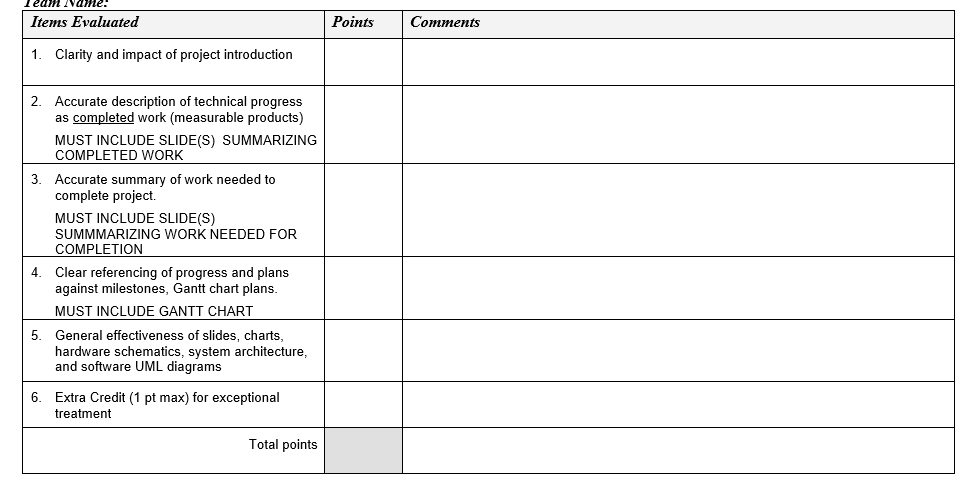 Team Name:
Items Evaluated Points Comments
1. Clarity and impact of project introduction
2. Accurate description of technical progress
as completed work (measurable products)
MUST INCLUDE SLIDE(S) SUMMARIZING
COMPLETED WORK
3. Accurate summary of work needed to
complete project.
MUST INCLUDE SLIDE(S)
SUMMMARIZING WORK NEEDED FOR
COMPLETION
4. Clear referencing of progress and plans
against milestones, Gantt chart plans.
MUST INCLUDE GANTT CHART
5. General effectiveness of slides, charts,
hardware schematics, system architecture,
and software UML diagrams
6. Extra Credit (1 pt max) for exceptional
treatment
Total points